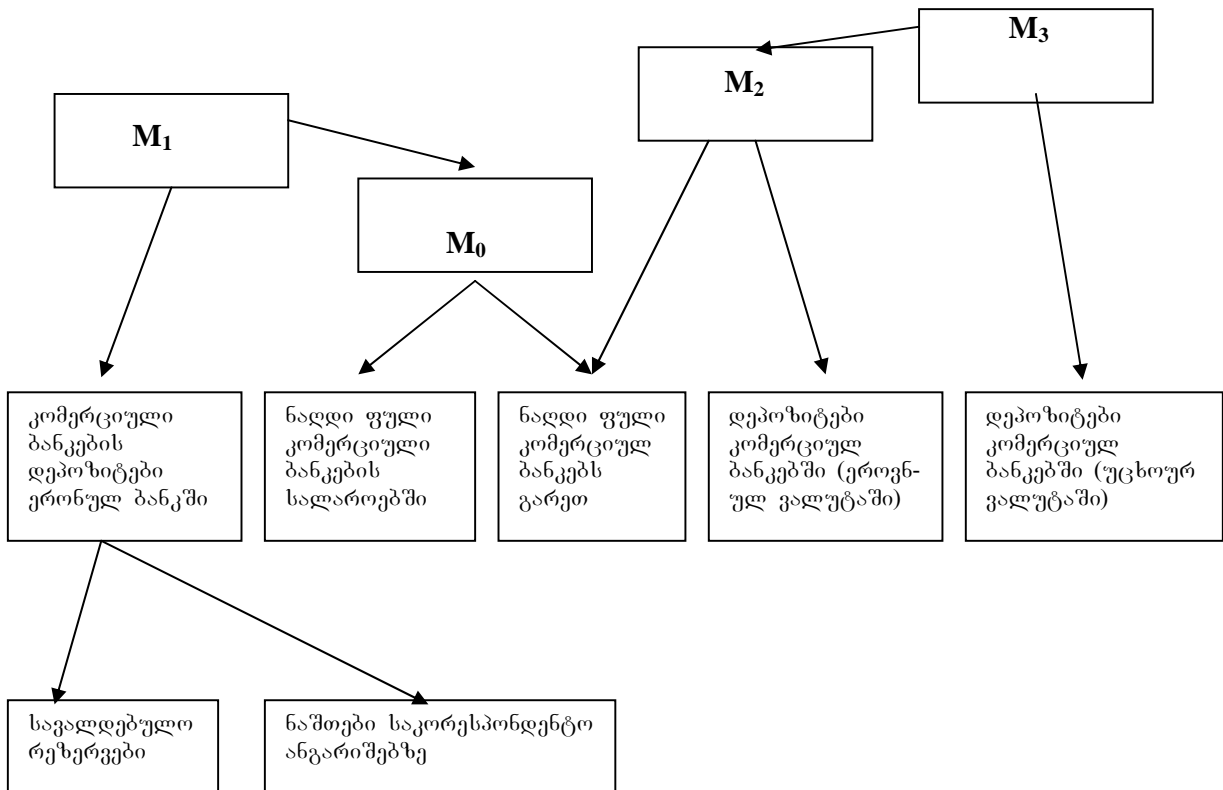 M₃
M₂
M₁
M₀
კომერციული
ბანკების
დეპოზიტები
ერონულ ბანკში
ნაღდი ფული
კომერციული
ბანკების
სალაროებში
ნაღდი ფული
კომერციულ
ბანკებს
გარეთ
დეპოზიტები
კომერციულ
ბანკებში (ეროვნ-
ულ ვალუტაში)
დეპოზიტები
კომერციულ
ბანკებში (უცხოურ
ვალუტაში)
სავალდებულო
რეზერვები
ნაშთები საკორესპონდენტო
ანგარიშებზე